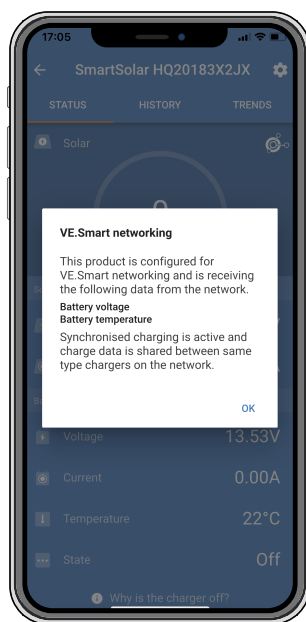 17:05
SmartSolar HQ20183X2JX
STATUS HISTORY TRENDS
Solar
VE.Smart networking
This product is configured for
VE.Smart networking and is receiving
the following data from the network.
Battery voltage
Battery temperature
Synchronised charging is active and
charge data is shared between same
type chargers on the network.
OK
Voltage 13.53V
Current 0.00A
Temperature 22°C
State Off
Why is the charger off?